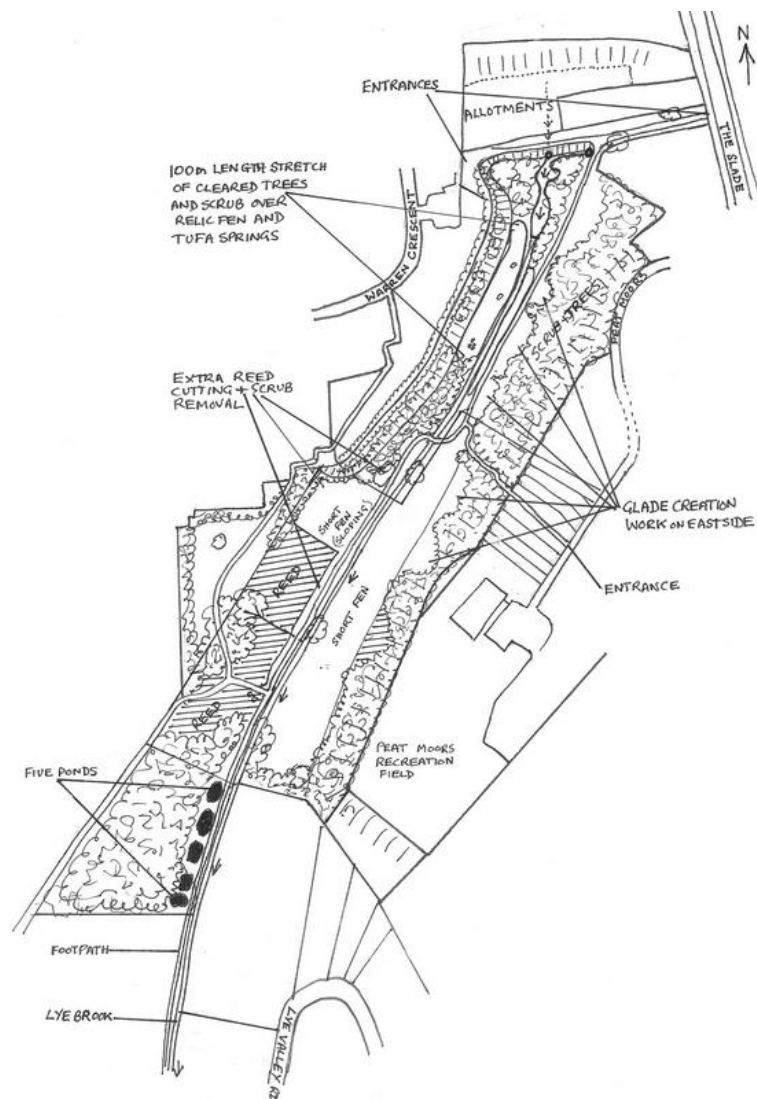 N
ENTRANCES
ALLOTMENTS
THE SLADE
100m LENGTH STRETCH
OF CLEARED TREES
AND SCRUB OVER
RELIC FEN AND
TUFA SPRINGS
WARREN CRESCENT
SCRUB + TREES
PEAT MOORS
EXTRA REED
CUTTING + SCRUB
REMOVAL
SHORT FEN
(SLOPING)
GLADE CREATION
WORK ON EAST SIDE
ENTRANCE
REED
SHORT FEN
REED
PEAT MOORS
RECREATION
FIELD
FIVE PONDS
FOOTPATH
LYE BROOK
LYE VALLEY RD